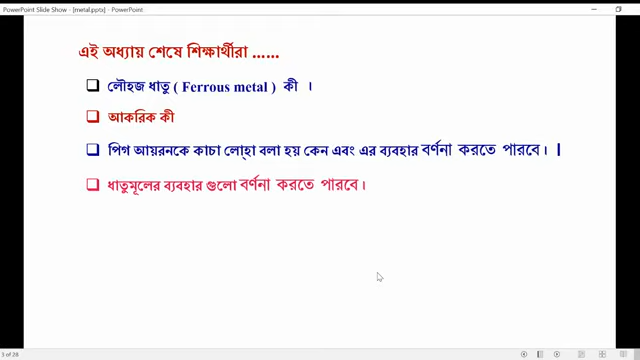 PowerPoint Slide Show - [metal.pptx] - PowerPoint
এই অধ্যায় শেষে শিক্ষার্থীরা ......
লৌহজ ধাতু ( Ferrous metal ) কী ।
আকরিক কী
পিগ আয়রনকে কাচা লোহা বলা হয় কেন এবং এর ব্যবহার বর্ণনা করতে পারবে। |
ধাতুমূলের ব্যবহার গুলো বর্ণনা করতে পারবে।
3 of 28